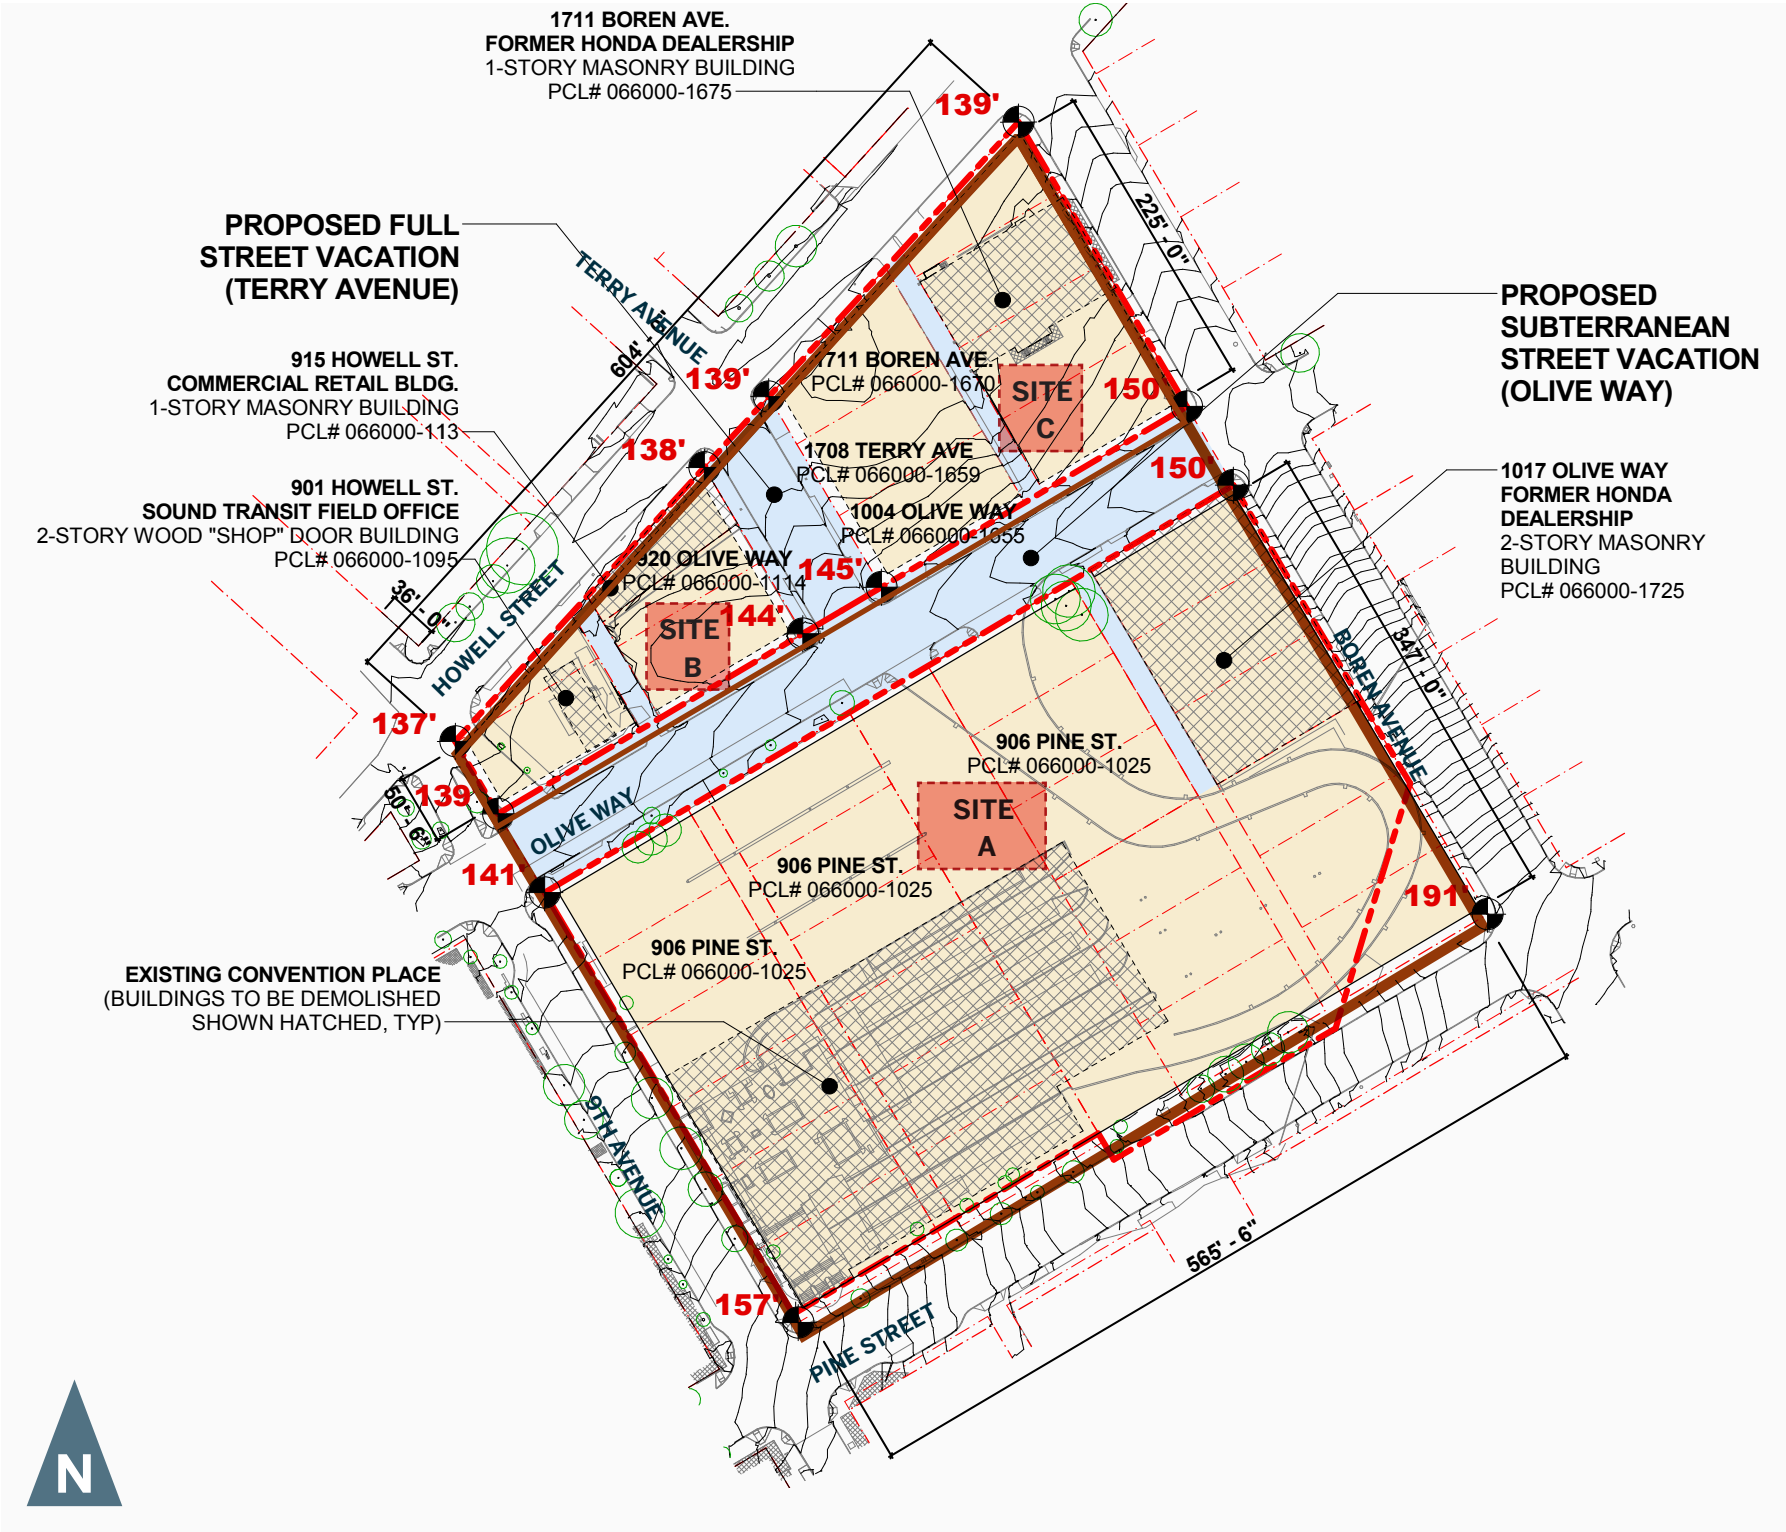 1711 BOREN AVE.
FORMER HONDA DEALERSHIP
1-STORY MASONRY BUILDING
PCL# 066000-1675
139'
225' - 0"
PROPOSED FULL
STREET VACATION
(TERRY AVENUE)
TERRY AVENUE
604' -
PROPOSED
SUBTERRANEAN
STREET VACATION
(OLIVE WAY)
915 HOWELL ST.
COMMERCIAL RETAIL BLDG.
1-STORY MASONRY BUILDING
PCL# 066000-113
139'
1711 BOREN AVE.
PCL# 066000-1670
SITE
C
150'
138'
1708 TERRY AVE
PCL# 066000-1659
150'
901 HOWELL ST.
SOUND TRANSIT FIELD OFFICE
2-STORY WOOD "SHOP" DOOR BUILDING
PCL# 066000-1095
1004 OLIVE WAY
PCL# 066000-1655
1017 OLIVE WAY
FORMER HONDA
DEALERSHIP
2-STORY MASONRY
BUILDING
PCL# 066000-1725
920 OLIVE WAY
PCL# 066000-1114
145'
144'
36' - 0"
HOWELL STREET
SITE
B
BOREN AVENUE
347' - 0"
137'
139'
50' - 6"
906 PINE ST.
PCL# 066000-1025
SITE
A
OLIVE WAY
141'
906 PINE ST.
PCL# 066000-1025
191'
906 PINE ST.
PCL# 066000-1025
EXISTING CONVENTION PLACE
(BUILDINGS TO BE DEMOLISHED
SHOWN HATCHED, TYP)
9TH AVENUE
157'
PINE STREET
565' - 6"
N